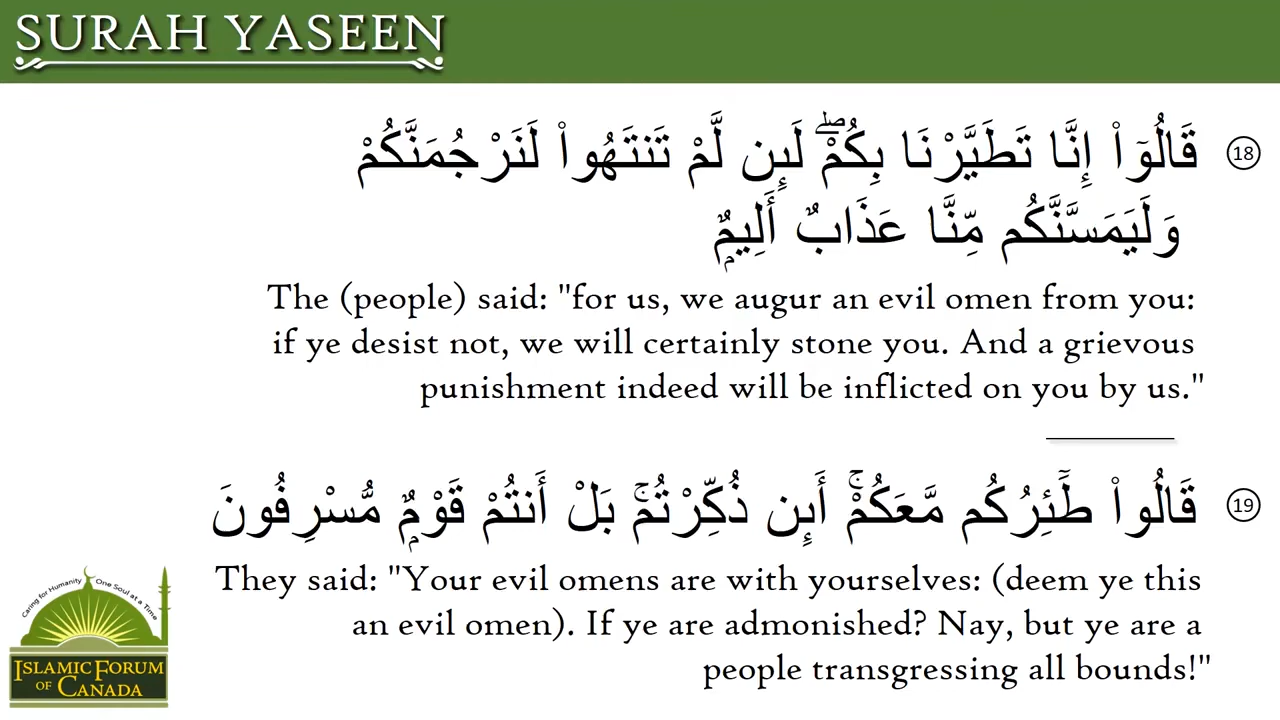 SURAH YASEEN
قَالُوٓا۟ إِنَّا تَطَيَّرْنَا بِكُمْ ۖ لَئِن لَّمْ تَنتَهُوا۟ لَنَرْجُمَنَّكُمْ
18
وَلَيَمَسَّنَّكُم مِّنَّا عَذَابٌ أَلِيمٌۭ
The (people) said: "for us, we augur an evil omen from you:
if ye desist not, we will certainly stone you. And a grievous
punishment indeed will be inflicted on you by us."
قَالُوا۟ طَٰٓئِرُكُم مَّعَكُمْ ۚ أَئِن ذُكِّرْتُم ۚ بَلْ أَنتُمْ قَوْمٌۭ مُّسْرِفُونَ
19
They said: "Your evil omens are with yourselves: (deem ye this
an evil omen). If ye are admonished? Nay, but ye are a
people transgressing all bounds!"
Caring for Humanity One Soul at a Time
ISLAMIC FORUM
OF CANADA